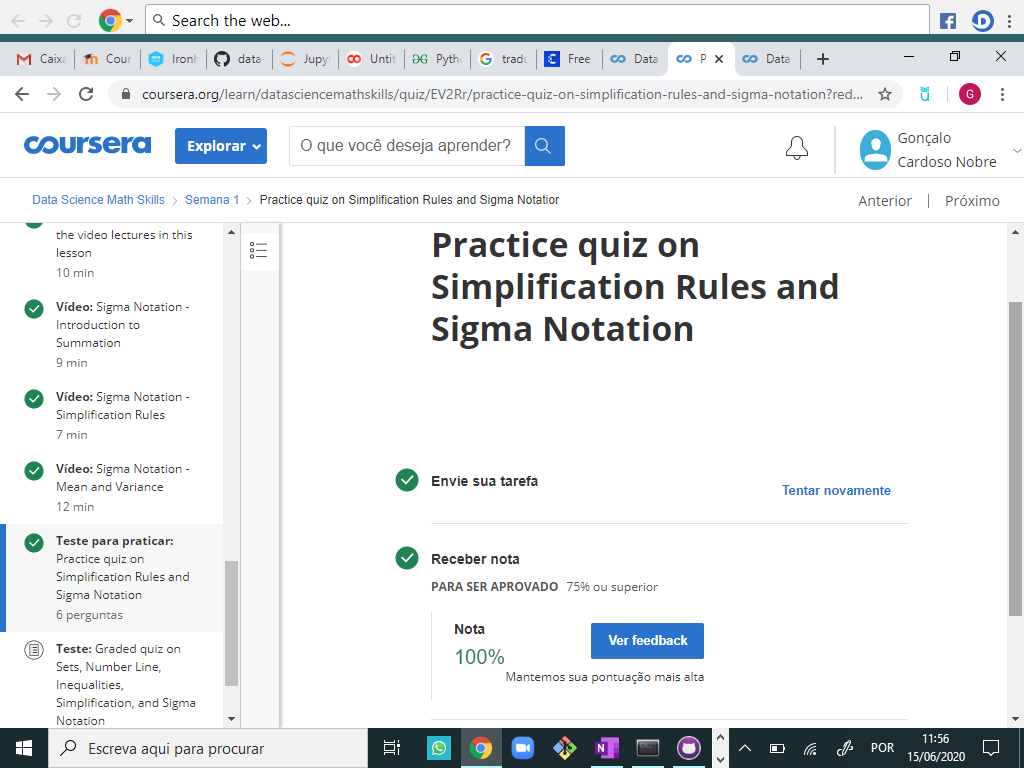 Search the web...
Caixa
Cour
Ironh
data-
Jupy
Untit
Pytho
tradu
Free
Data
P
Data
coursera.org/learn/datasciencemathskills/quiz/EV2Rr/practice-quiz-on-simplification-rules-and-sigma-notation?red...
G
coursera
Explorar
O que você deseja aprender?
Gonçalo
Cardoso Nobre
Data Science Math Skills > Semana 1 > Practice quiz on Simplification Rules and Sigma Notation
Anterior | Próximo
the video lectures in this
lesson
10 min
Vídeo: Sigma Notation -
Introduction to
Summation
9 min
Vídeo: Sigma Notation -
Simplification Rules
7 min
Vídeo: Sigma Notation -
Mean and Variance
12 min
Teste para praticar:
Practice quiz on
Simplification Rules and
Sigma Notation
6 perguntas
Teste: Graded quiz on
Sets, Number Line,
Inequalities,
Simplification, and Sigma
Notation
Practice quiz on
Simplification Rules and
Sigma Notation
Envie sua tarefa
Tentar novamente
Receber nota
PARA SER APROVADO 75% ou superior
Nota
100%
Ver feedback
Mantemos sua pontuação mais alta
Escreva aqui para procurar
POR
11:56
15/06/2020